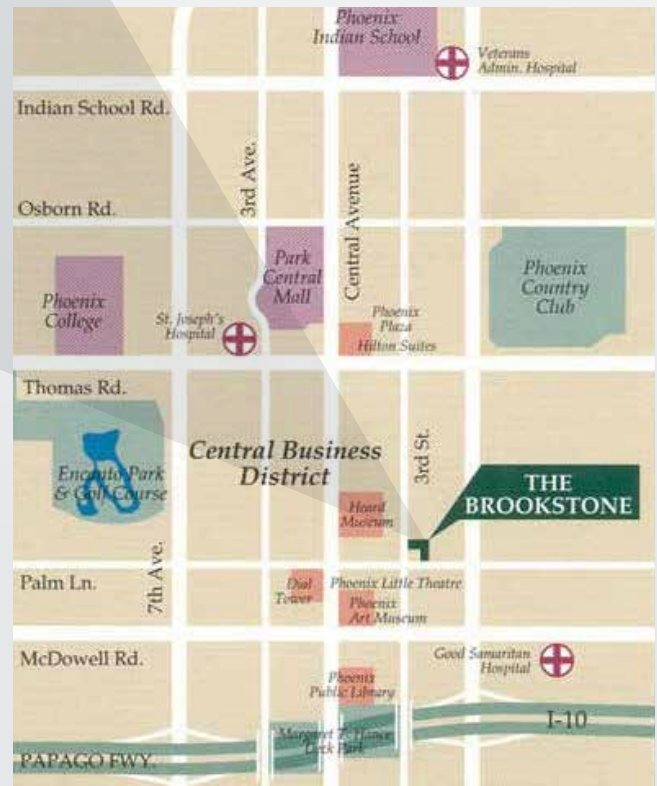 Phoenix
Indian School
Veterans
Admin. Hospital
Indian School Rd.
3rd Ave.
Central Avenue
Osborn Rd.
Park
Central
Mall
Phoenix
Country
Club
Phoenix
College
St. Joseph's
Hospital
Phoenix
Plaza
Hilton Suites
Thomas Rd.
Central Business
District
3rd St.
Encanto Park
& Golf Course
THE
BROOKSTONE
Heard
Museum
7th Ave.
Palm Ln.
Dial
Tower
Phoenix Little Theatre
Phoenix
Art Museum
McDowell Rd.
Good Samaritan
Hospital
Phoenix
Public Library
I-10
Margaret T. Hance
Deck Park
PAPAGO FWY.